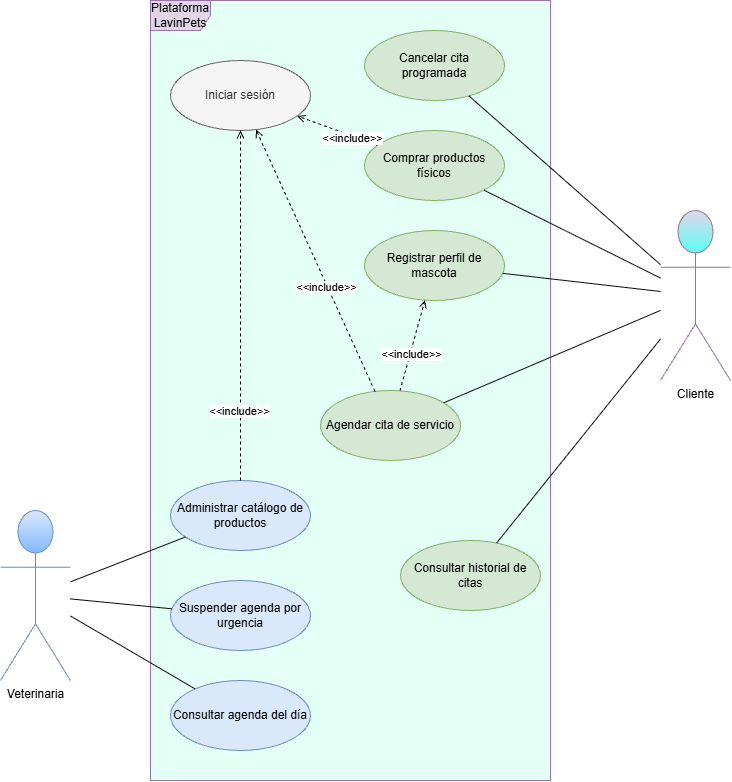 Plataforma
LavinPets
Cancelar cita
programada
Iniciar sesión
<<include>>
Comprar productos
físicos
Registrar perfil de
mascota
<<include>>
<<include>>
Cliente
<<include>>
Agendar cita de servicio
Administrar catálogo de
productos
Consultar historial de
citas
Suspender agenda por
urgencia
Veterinaria
Consultar agenda del día